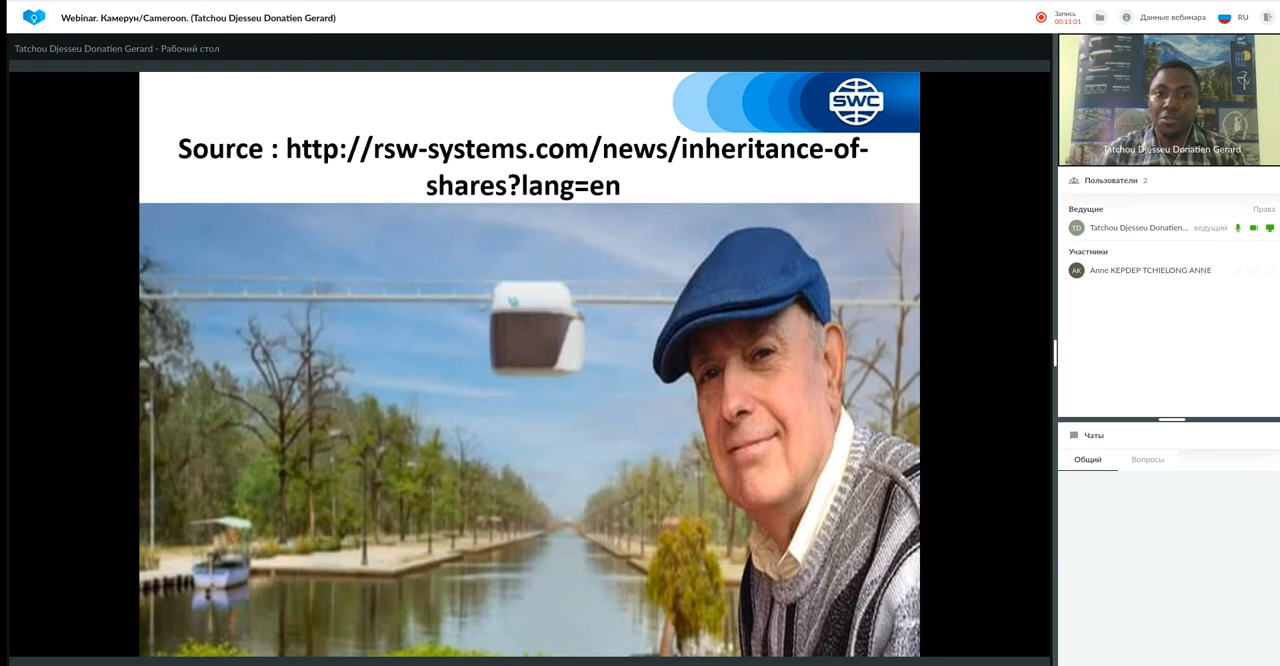 Webinar. Камерун/Cameroon. (Tatchou Djesseu Donatien Gerard)
Запись
00:11:01
Данные вебинара
RU
Tatchou Djesseu Donatien Gerard - Рабочий стол
SWC
Source : http://rsw-systems.com/news/inheritance-of-
shares?lang=en
Tatchou Djesseu Donatien Gerard
Пользователи 2
Ведущие Права
TD Tatchou Djesseu Donatien... ведущий
Участники
AK Anne KEPDEP TCHIELONG ANNE
Чаты
Общий Вопросы